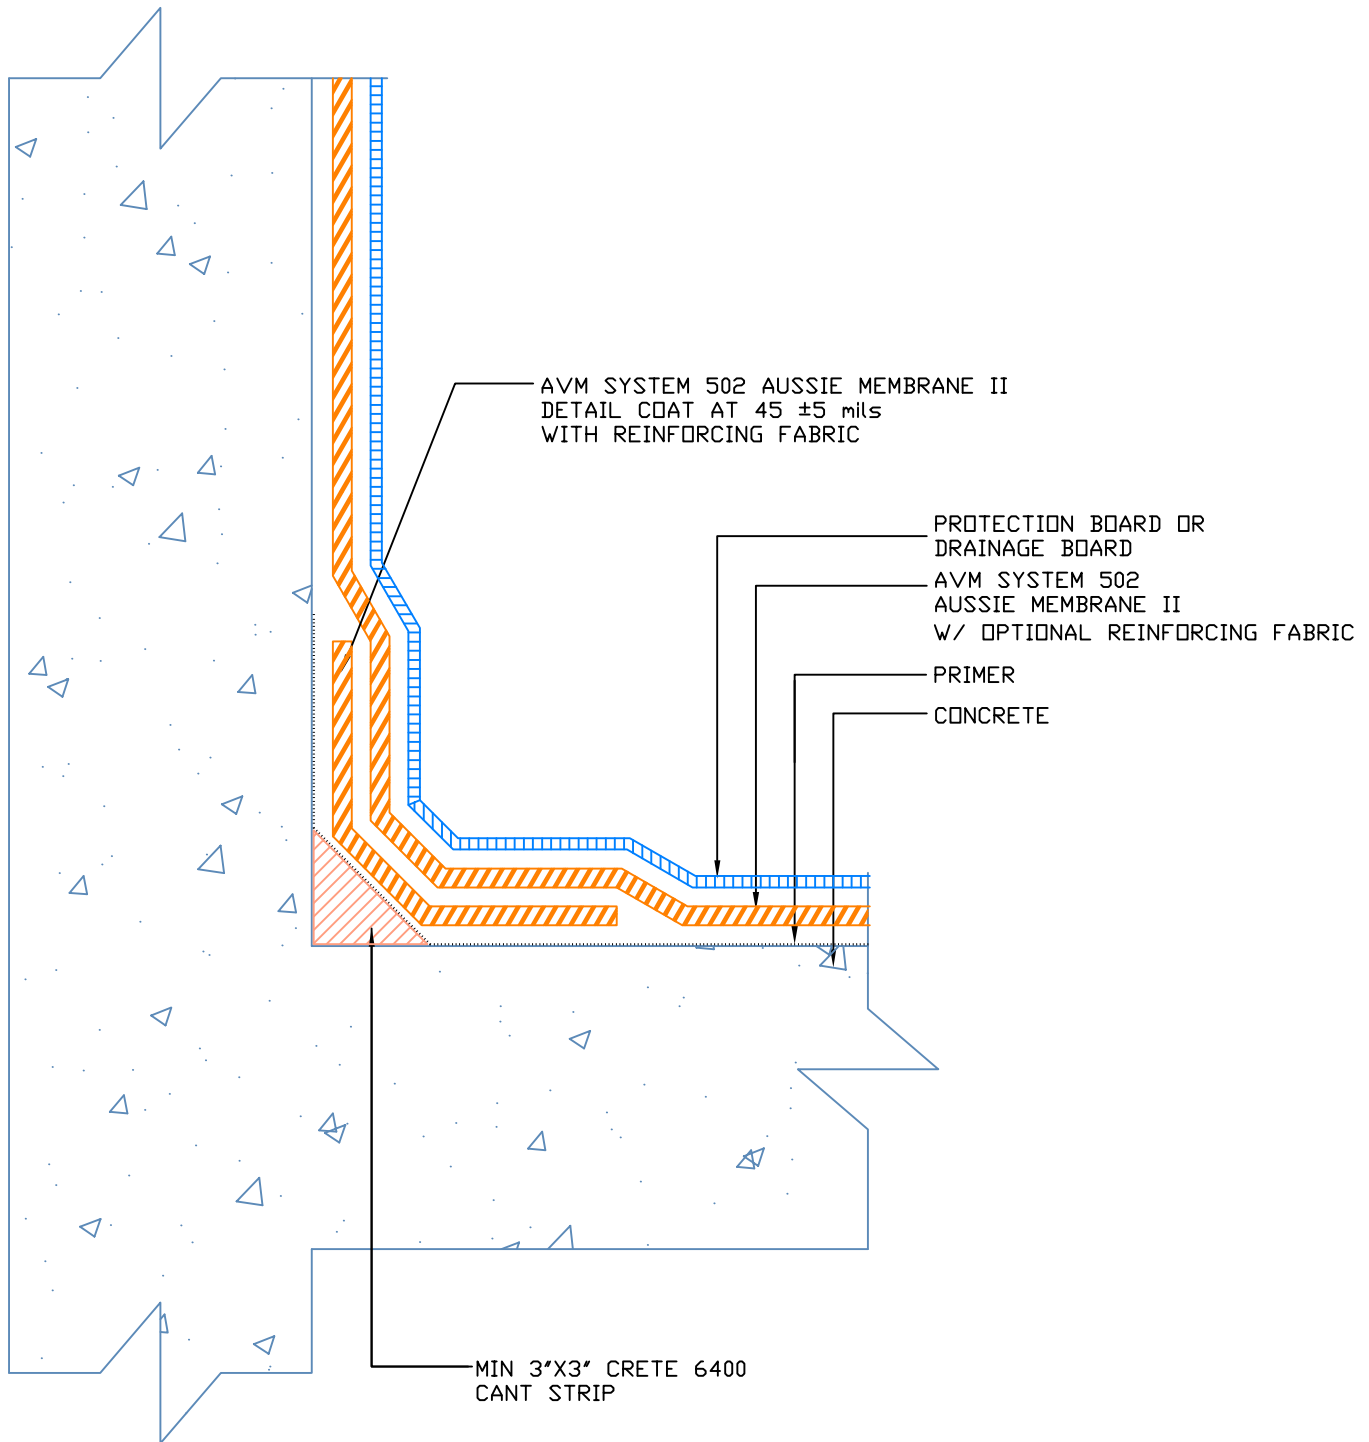 AVM SYSTEM 502 AUSSIE MEMBRANE II
DETAIL COAT AT 45 ±5 mils
WITH REINFORCING FABRIC
PROTECTION BOARD OR
DRAINAGE BOARD
AVM SYSTEM 502
AUSSIE MEMBRANE II
W/ OPTIONAL REINFORCING FABRIC
PRIMER
CONCRETE
MIN 3"X3" CRETE 6400
CANT STRIP